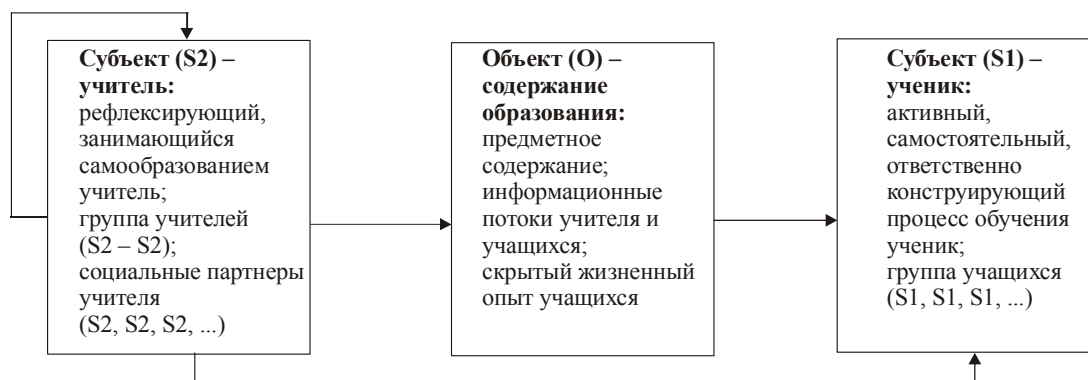 Субъект (S2) –
учитель:
рефлексирующий,
занимающийся
самообразованием
учитель;
группа учителей
(S2 – S2);
социальные партнеры
учителя
(S2, S2, S2, ...)
Объект (О) –
содержание
образования:
предметное
содержание;
информационные
потоки учителя и
учащихся;
скрытый жизненный
опыт учащихся
Субъект (S1) –
ученик:
активный,
самостоятельный,
ответственно
конструирующий
процесс обучения
ученик;
группа учащихся
(S1, S1, S1, ...)